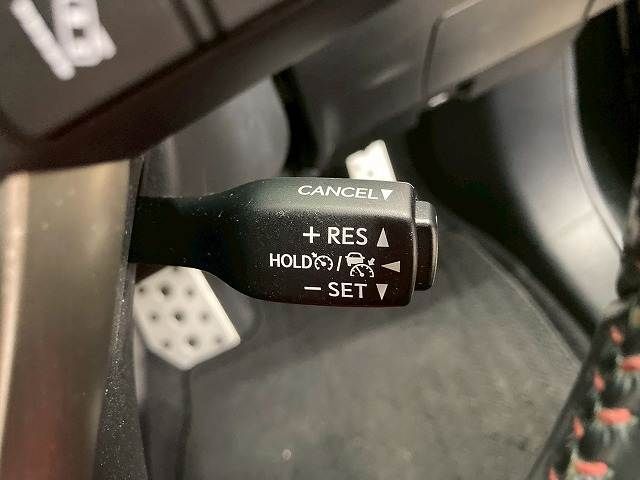 CANCEL▼
+ RES ▲
HOLD / ◀
− SET ▼